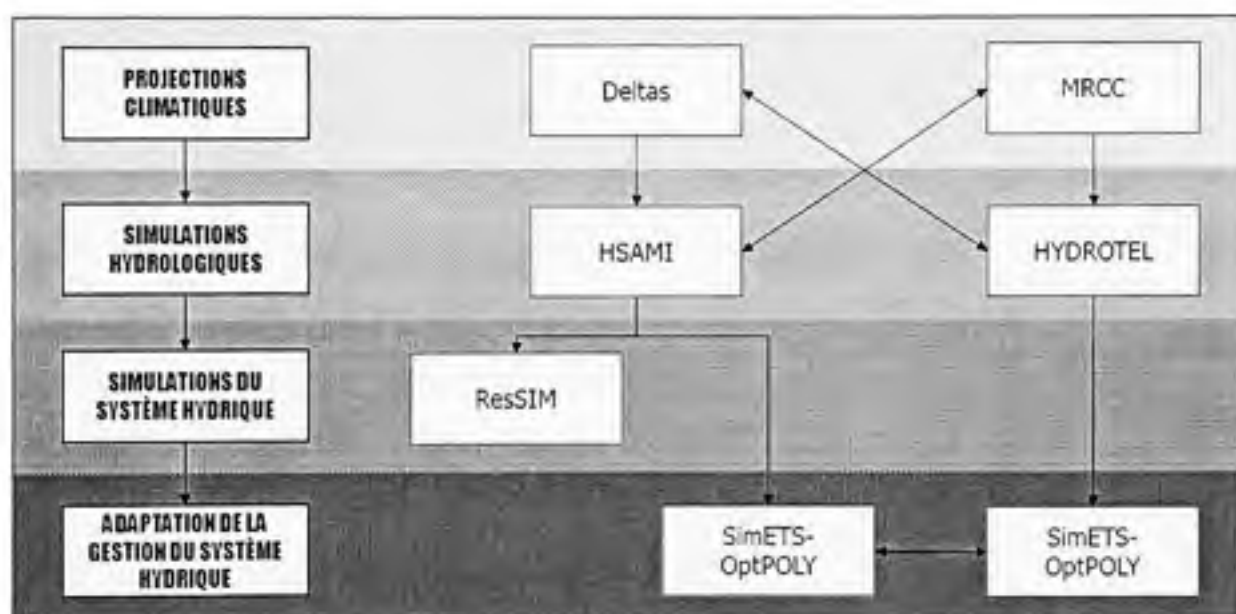 PROJECTIONS
CLIMATIQUES
Deltas
MRCC
SIMULATIONS
HYDROLOGIQUES
HSAMI
HYDROTEL
SIMULATIONS DU
SYSTÈME HYDRIQUE
ResSIM
ADAPTATION DE LA
GESTION DU SYSTÈME
HYDRIQUE
SimETS-
OptPOLY
SimETS-
OptPOLY